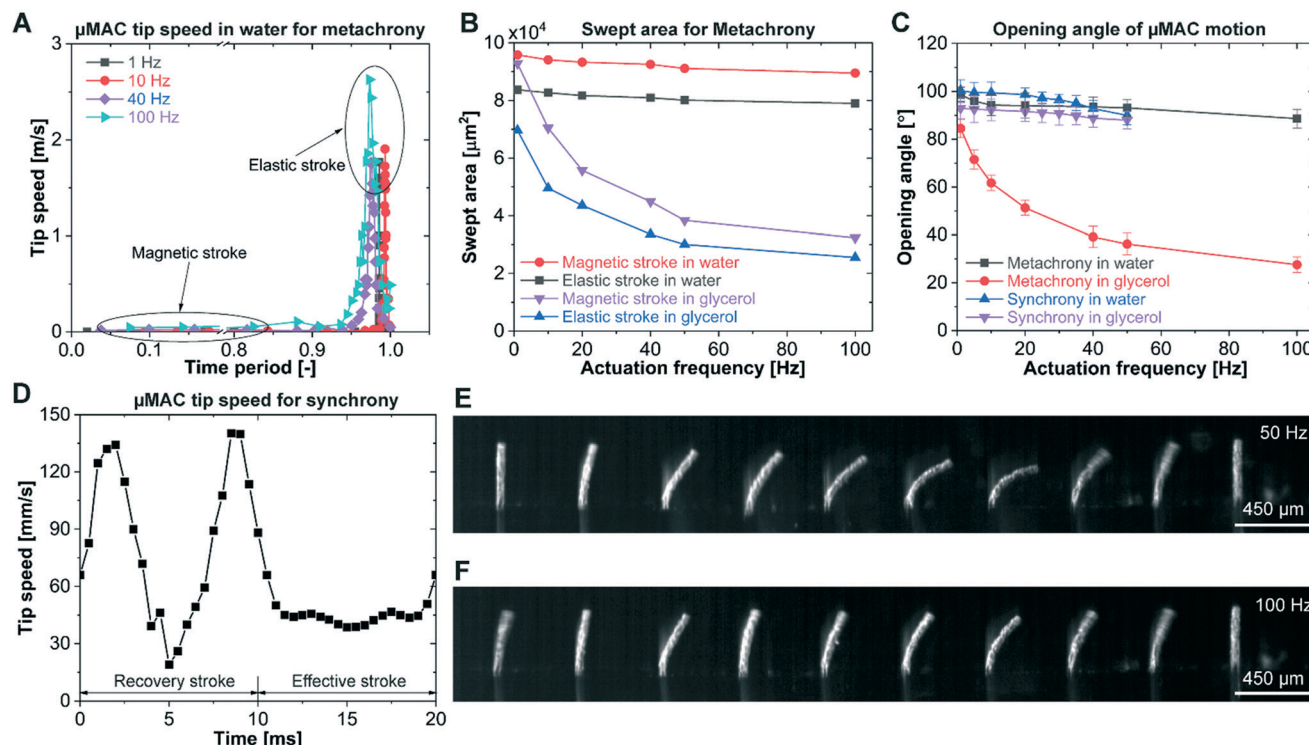 A
μMAC tip speed in water for metachrony
3
2
1
0
Tip speed [m/s]
1 Hz
10 Hz
40 Hz
100 Hz
Elastic stroke
Magnetic stroke
0.0 0.1 0.8 0.9 1.0
Time period [-]
B
×10⁴
Swept area for Metachrony
10
8
6
4
2
0
Swept area [μm²]
Magnetic stroke in water
Elastic stroke in water
Magnetic stroke in glycerol
Elastic stroke in glycerol
0 20 40 60 80 100
Actuation frequency [Hz]
C
Opening angle of μMAC motion
120
100
80
60
40
20
0
Opening angle [°]
Metachrony in water
Metachrony in glycerol
Synchrony in water
Synchrony in glycerol
0 20 40 60 80 100
Actuation frequency [Hz]
D
μMAC tip speed for synchrony
150
120
90
60
30
0
Tip speed [mm/s]
Recovery stroke Effective stroke
0 5 10 15 20
Time [ms]
E
50 Hz
450 μm
F
100 Hz
450 μm